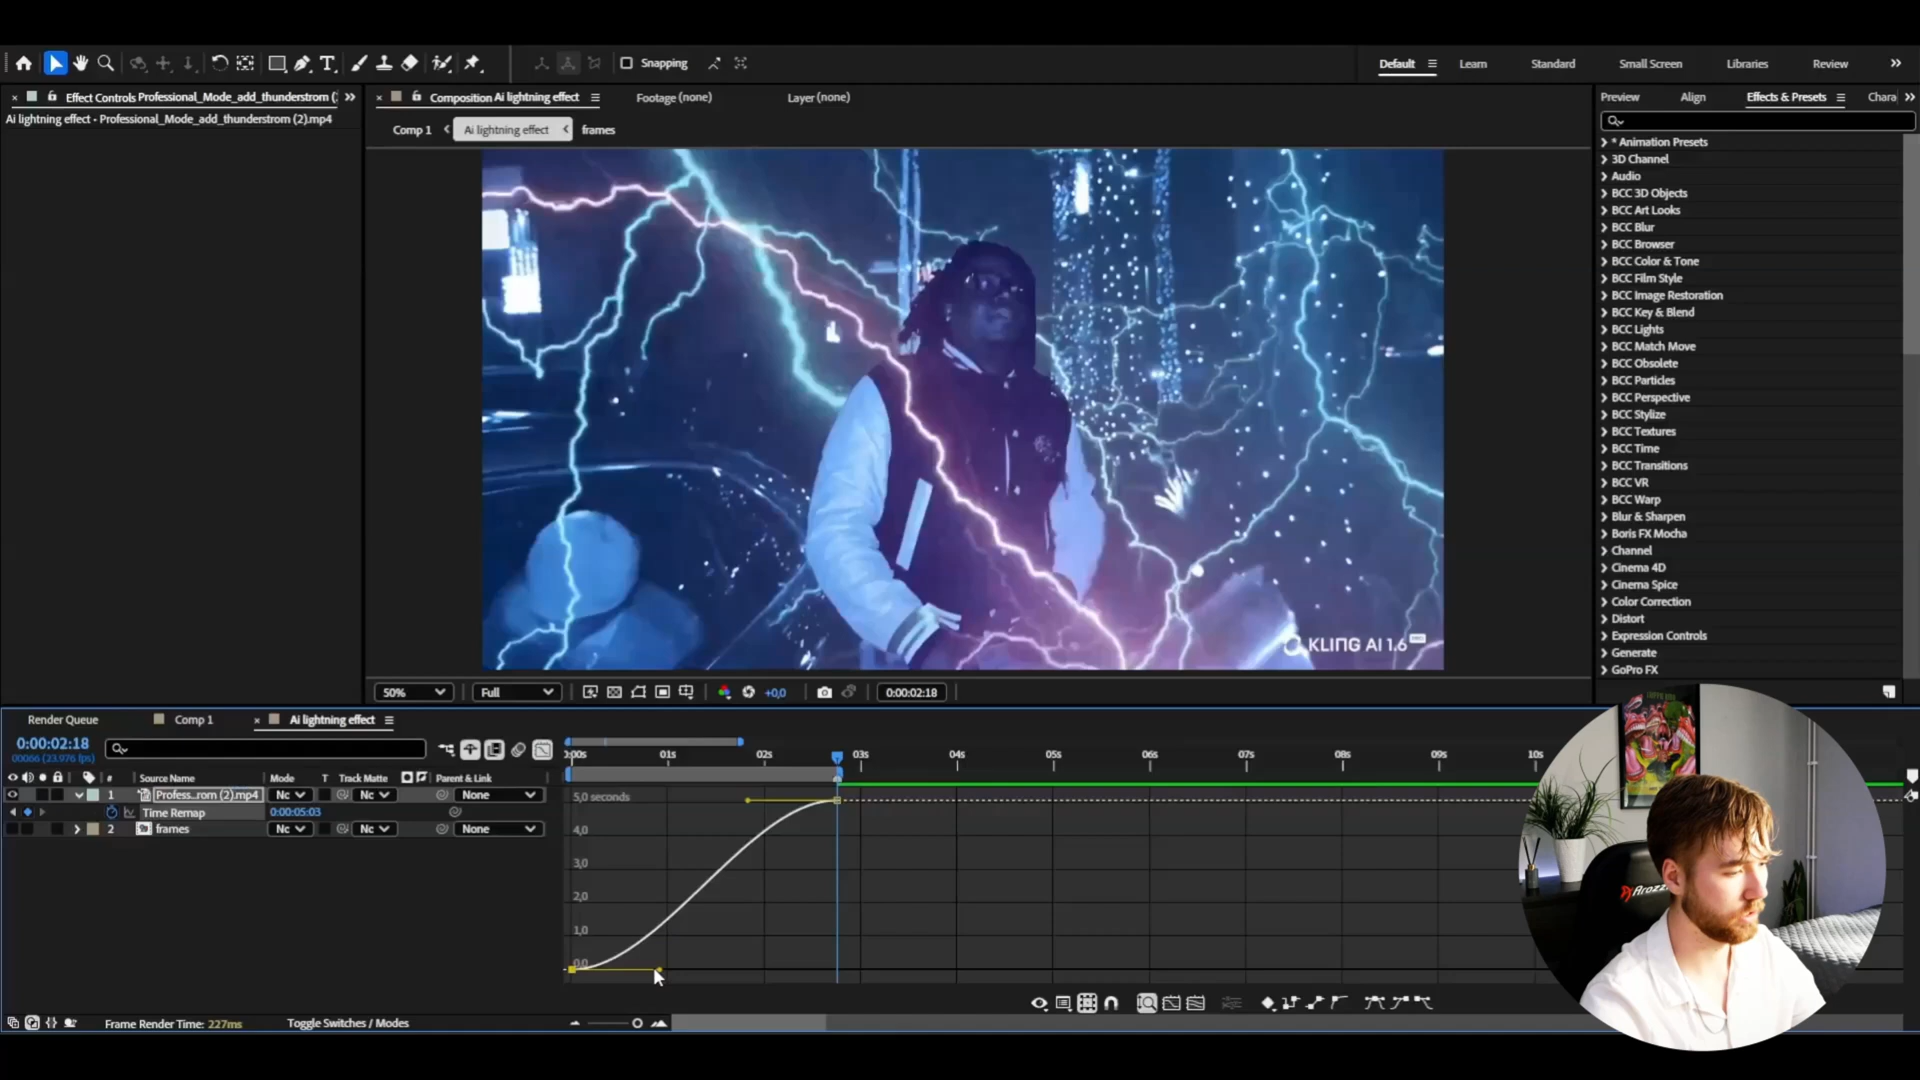 Snapping
Default
Learn
Standard
Small Screen
Libraries
Review
Effect Controls Professional_Mode_add_thunderstrom (
Composition Ai lightning effect
Footage (none)
Layer (none)
Preview
Align
Effects & Presets
Chara
Ai lightning effect - Professional_Mode_add_thunderstrom (2).mp4
Comp 1
Ai lightning effect
frames
* Animation Presets
3D Channel
Audio
BCC 3D Objects
BCC Art Looks
BCC Blur
BCC Browser
BCC Color & Tone
BCC Film Style
BCC Image Restoration
BCC Key & Blend
BCC Lights
BCC Match Move
BCC Obsolete
BCC Particles
BCC Perspective
BCC Stylize
BCC Textures
BCC Time
BCC Transitions
BCC VR
BCC Warp
Blur & Sharpen
Boris FX Mocha
Channel
Cinema 4D
Cinema Spice
Color Correction
Distort
Expression Controls
Generate
GoPro FX
KLING AI 1.6
50%
Full
+0,0
0:00:02:18
Render Queue
Comp 1
Ai lightning effect
0:00:02:18
00066 (23.976 fps)
:00s
01s
02s
03s
04s
05s
06s
07s
08s
09s
10s
# Source Name
Mode
T Track Matte
Parent & Link
1 Profess...rom (2).mp4
Nc
Nc
None
Time Remap
0:00:05:03
2 frames
Nc
Nc
None
5,0 seconds
4,0
3,0
2,0
1,0
0,0
Frame Render Time: 227ms
Toggle Switches / Modes